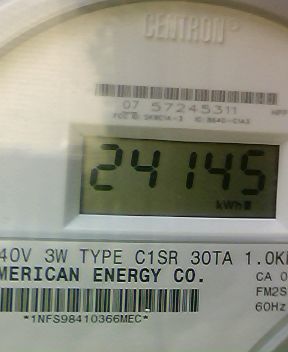 CENTRON®
07 57245311
24145
kWh
40V 3W TYPE C1SR 30TA 1.0K
MERICAN ENERGY CO.
CA 0
FM2S
60Hz
*1NFS98410366MEC*